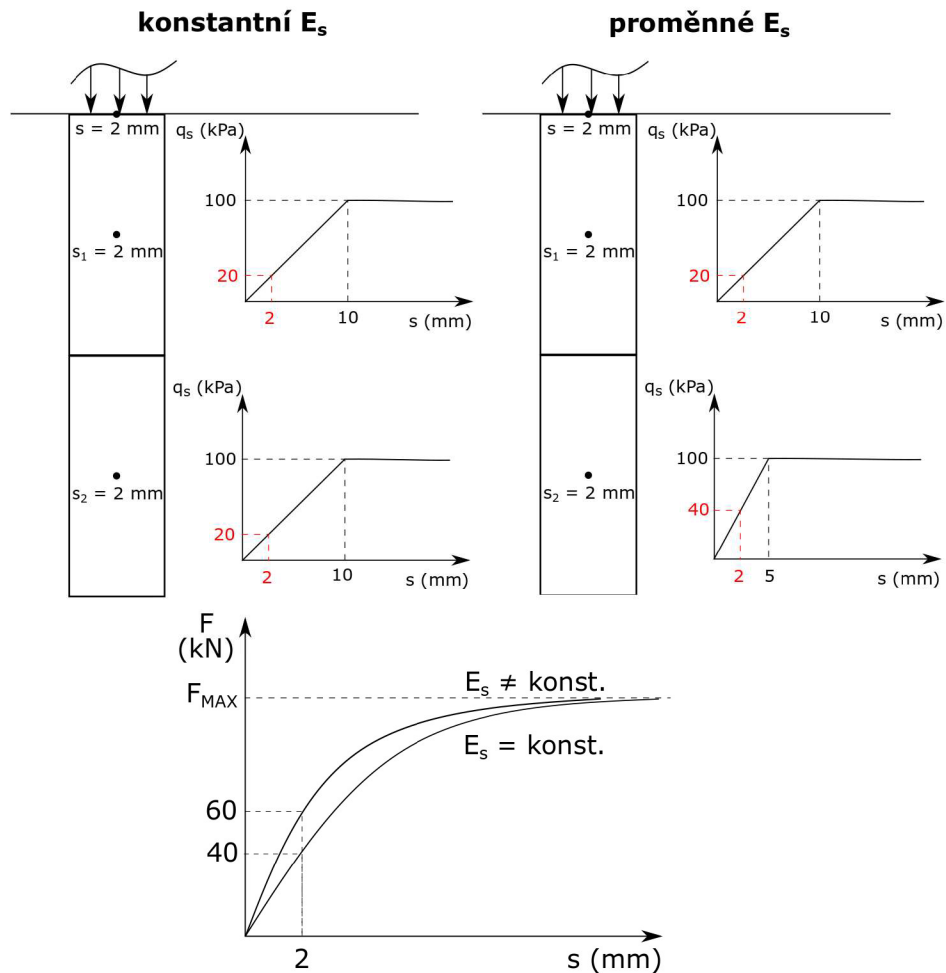 konstantní Es
proměnné Es
s = 2 mm
qs (kPa)
100
s1 = 2 mm
20
2
10
s (mm)
qs (kPa)
100
s2 = 2 mm
20
2
10
s (mm)
s = 2 mm
qs (kPa)
100
s1 = 2 mm
20
2
10
s (mm)
qs (kPa)
100
s2 = 2 mm
40
2
5
s (mm)
F
(kN)
FMAX
Es ≠ konst.
Es = konst.
60
40
2
s (mm)